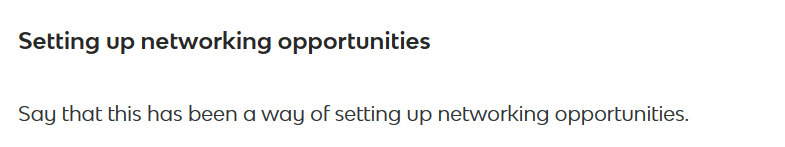 Setting up networking opportunities
Say that this has been a way of setting up networking opportunities.